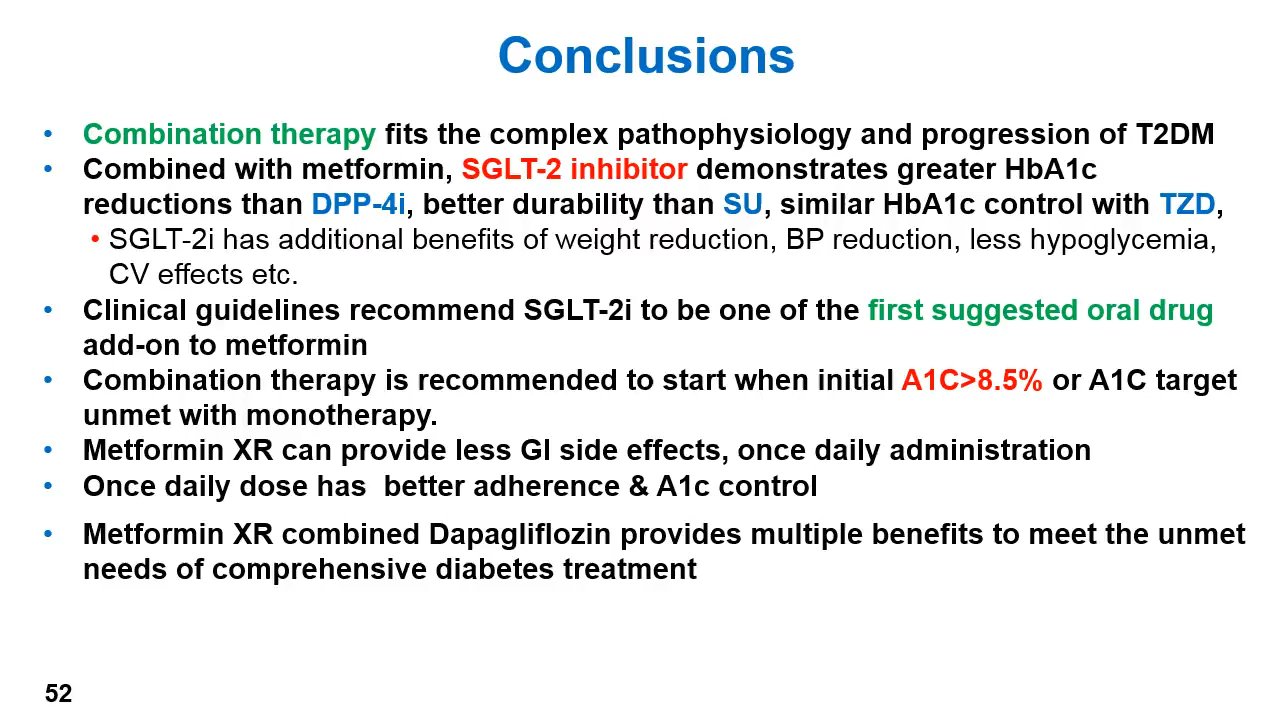 Conclusions
• Combination therapy fits the complex pathophysiology and progression of T2DM
• Combined with metformin, SGLT-2 inhibitor demonstrates greater HbA1c
reductions than DPP-4i, better durability than SU, similar HbA1c control with TZD,
• SGLT-2i has additional benefits of weight reduction, BP reduction, less hypoglycemia,
CV effects etc.
• Clinical guidelines recommend SGLT-2i to be one of the first suggested oral drug
add-on to metformin
• Combination therapy is recommended to start when initial A1C>8.5% or A1C target
unmet with monotherapy.
• Metformin XR can provide less GI side effects, once daily administration
• Once daily dose has  better adherence & A1c control
• Metformin XR combined Dapagliflozin provides multiple benefits to meet the unmet
needs of comprehensive diabetes treatment
52